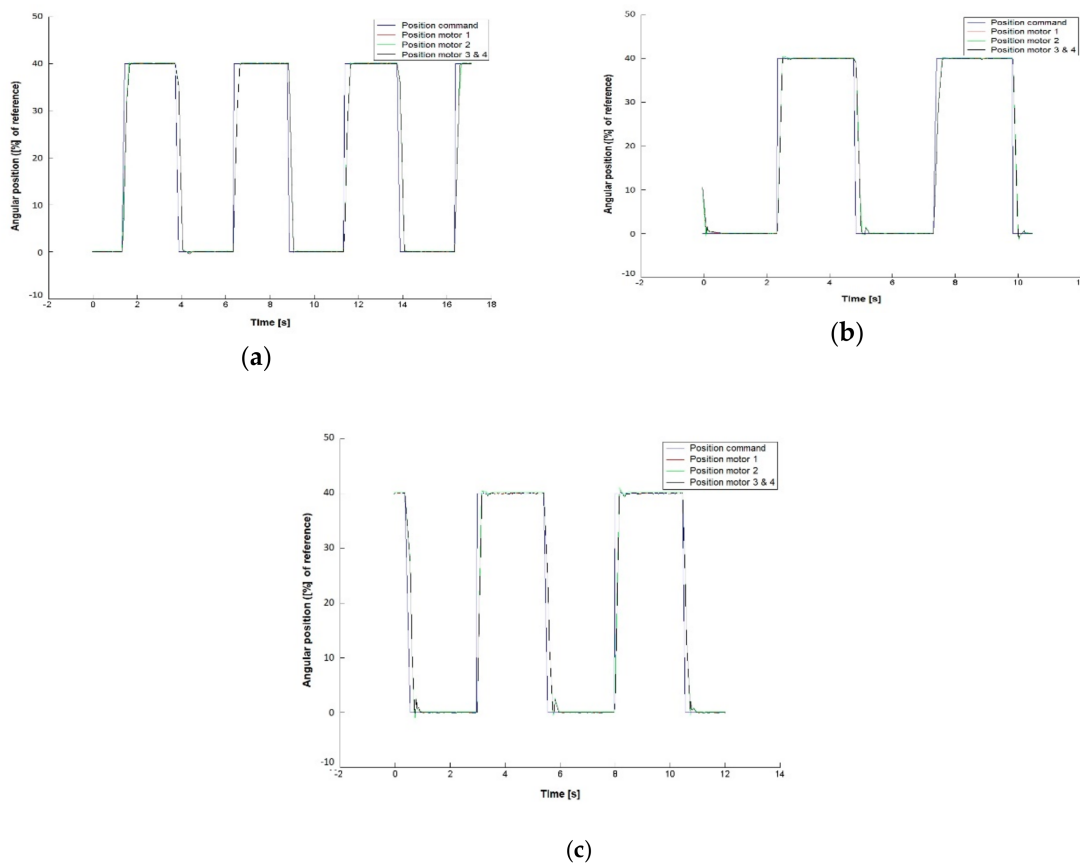 50
40
30
20
10
0
-10
-2 0 2 4 6 8 10 12 14 16 18
Angular position ([%] of reference)
Time [s]
Position command
Position motor 1
Position motor 2
Position motor 3 & 4
(a)
50
40
30
20
10
0
-10
-2 0 2 4 6 8 10 12
Angular position ([%] of reference)
Time [s]
Position command
Position motor 1
Position motor 2
Position motor 3 & 4
(b)
50
40
30
20
10
0
-10
-2 0 2 4 6 8 10 12 14
Angular position ([%] of reference)
Time [s]
Position command
Position motor 1
Position motor 2
Position motor 3 & 4
(c)